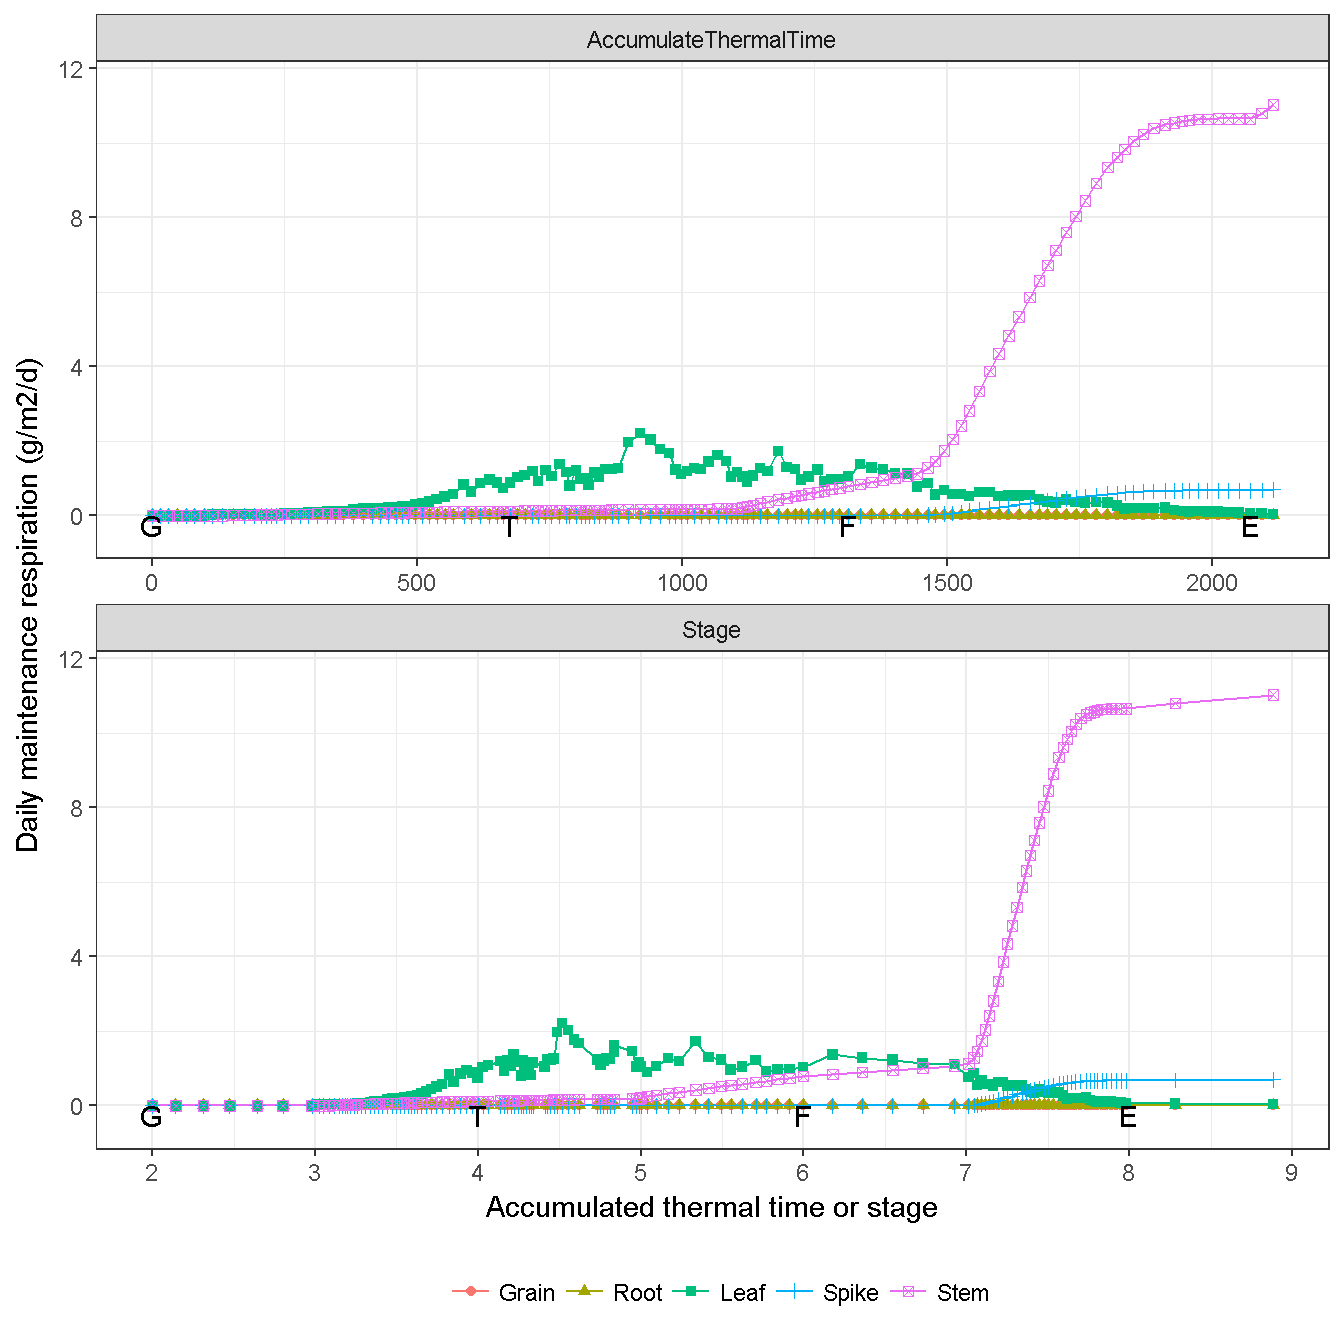 AccumulateThermalTime
12
8
4
0
G T F E
0 500 1000 1500 2000
Daily maintenance respiration (g/m2/d)
Stage
12
8
4
0
G T F E
2 3 4 5 6 7 8 9
Accumulated thermal time or stage
Grain Root Leaf Spike Stem